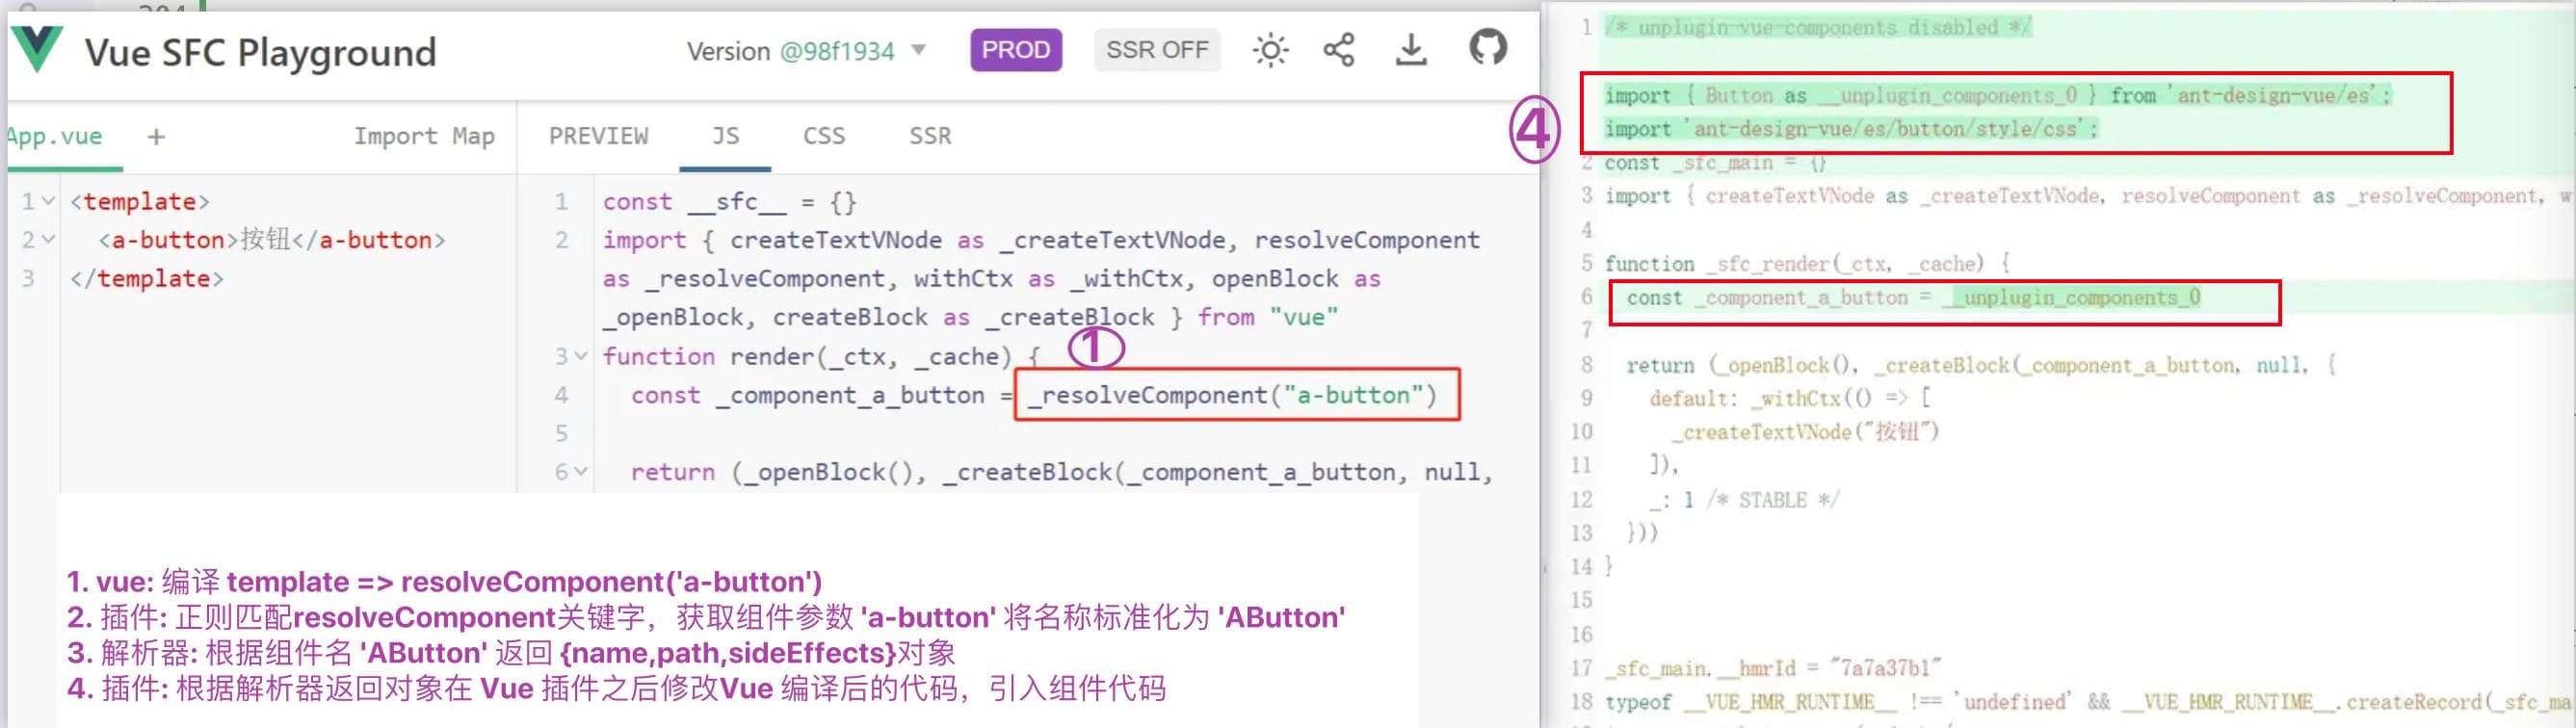 Vue SFC Playground
Version @98f1934
PROD
SSR OFF
App.vue
+
Import Map
PREVIEW
JS
CSS
SSR
1 <template>
2 <a-button>按钮</a-button>
3 </template>
1 const __sfc__ = {}
2 import { createTextVNode as _createTextVNode, resolveComponent
as _resolveComponent, withCtx as _withCtx, openBlock as
_openBlock, createBlock as _createBlock } from "vue"
3 function render(_ctx, _cache) {
①
4 const _component_a_button = _resolveComponent("a-button")
5
6 return (_openBlock(), _createBlock(_component_a_button, null,
1. vue: 编译 template => resolveComponent('a-button')
2. 插件: 正则匹配resolveComponent关键字，获取组件参数 'a-button' 将名称标准化为 'AButton'
3. 解析器: 根据组件名 'AButton' 返回 {name,path,sideEffects}对象
4. 插件: 根据解析器返回对象在 Vue 插件之后修改Vue 编译后的代码，引入组件代码
④
1 /* unplugin-vue-components disabled */
import { Button as __unplugin_components_0 } from 'ant-design-vue/es';
import 'ant-design-vue/es/button/style/css';
2 const _sfc_main = {}
3 import { createTextVNode as _createTextVNode, resolveComponent as _resolveComponent, w
4
5 function _sfc_render(_ctx, _cache) {
6 const _component_a_button = __unplugin_components_0
7
8 return (_openBlock(), _createBlock(_component_a_button, null, {
9 default: _withCtx(() => [
10 _createTextVNode("按钮")
11 ]),
12 _: 1 /* STABLE */
13 }))
14 }
15
16
17 _sfc_main.__hmrId = "7a7a37b1"
18 typeof __VUE_HMR_RUNTIME__ !== 'undefined' && __VUE_HMR_RUNTIME__.createRecord(_sfc_ma